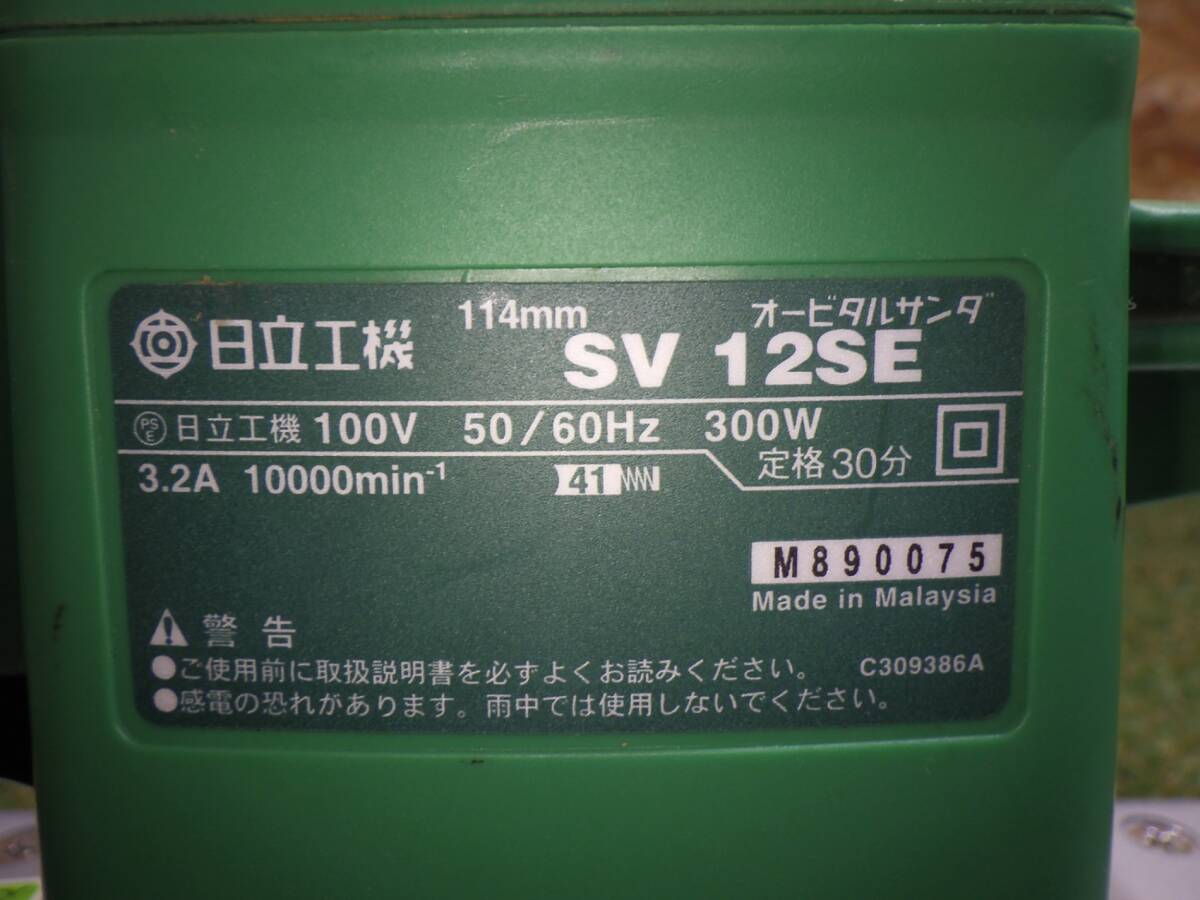 日立工機 114mm オービタルサンダ
SV 12SE
PSE 日立工機 100V 50/60Hz 300W
定格30分
3.2A 10000min⁻¹ 41
M890075
Made in Malaysia
警告
●ご使用前に取扱説明書を必ずよくお読みください。 C309386A
●感電の恐れがあります。雨中では使用しないでください。